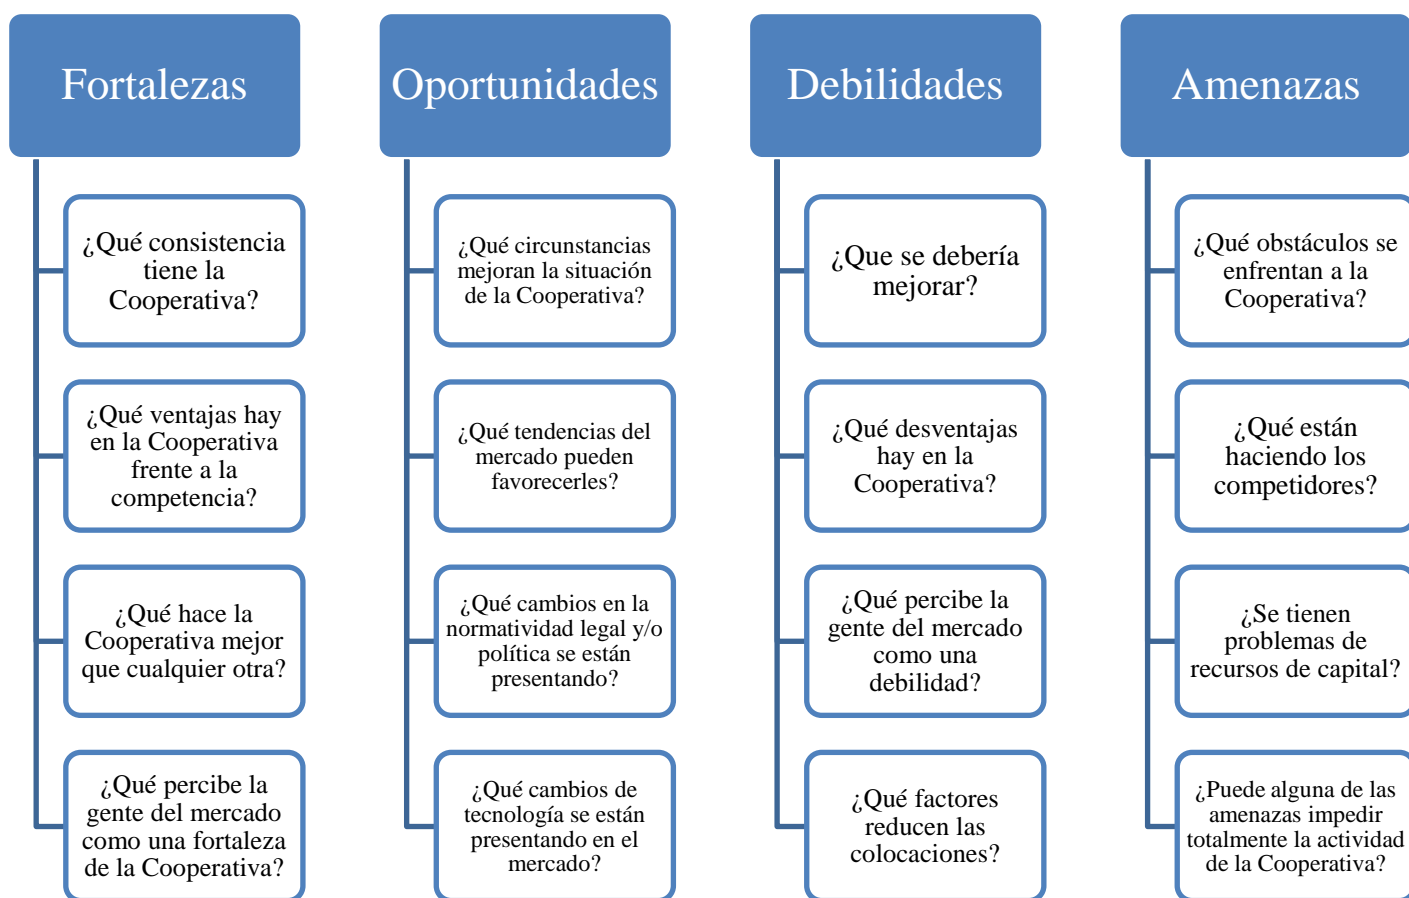 Fortalezas
¿Qué consistencia
tiene la
Cooperativa?
¿Qué ventajas hay
en la Cooperativa
frente a la
competencia?
¿Qué hace la
Cooperativa mejor
que cualquier otra?
¿Qué percibe la
gente del mercado
como una fortaleza
de la Cooperativa?
Oportunidades
¿Qué circunstancias
mejoran la situación
de la Cooperativa?
¿Qué tendencias del
mercado pueden
favorecerles?
¿Qué cambios en la
normatividad legal y/o
política se están
presentando?
¿Qué cambios de
tecnología se están
presentando en el
mercado?
Debilidades
¿Que se debería
mejorar?
¿Qué desventajas
hay en la
Cooperativa?
¿Qué percibe la
gente del mercado
como una
debilidad?
¿Qué factores
reducen las
colocaciones?
Amenazas
¿Qué obstáculos se
enfrentan a la
Cooperativa?
¿Qué están
haciendo los
competidores?
¿Se tienen
problemas de
recursos de capital?
¿Puede alguna de las
amenazas impedir
totalmente la actividad
de la Cooperativa?